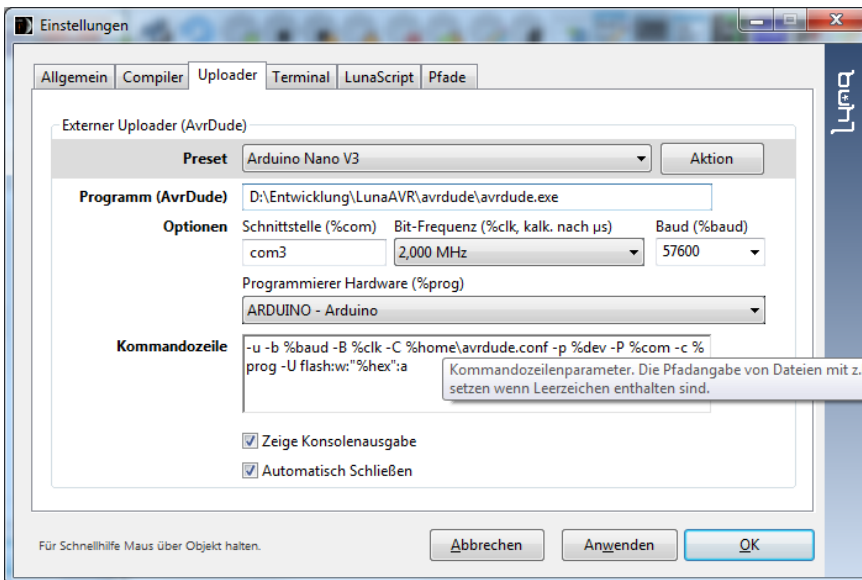 Einstellungen
Allgemein Compiler Uploader Terminal LunaScript Pfade
luna
Externer Uploader (AvrDude)
Preset Arduino Nano V3 Aktion
Programm (AvrDude) D:\Entwicklung\LunaAVR\avrdude\avrdude.exe
Optionen Schnittstelle (%com) Bit-Frequenz (%clk, kalk. nach µs) Baud (%baud)
com3 2,000 MHz 57600
Programmierer Hardware (%prog)
ARDUINO - Arduino
Kommandozeile -u -b %baud -B %clk -C %home\avrdude.conf -p %dev -P %com -c %
prog -U flash:w:"%hex":a
Kommandozeilenparameter. Die Pfadangabe von Dateien mit z.
setzen wenn Leerzeichen enthalten sind.
Zeige Konsolenausgabe
Automatisch Schließen
Für Schnellhilfe Maus über Objekt halten. Abbrechen Anwenden OK